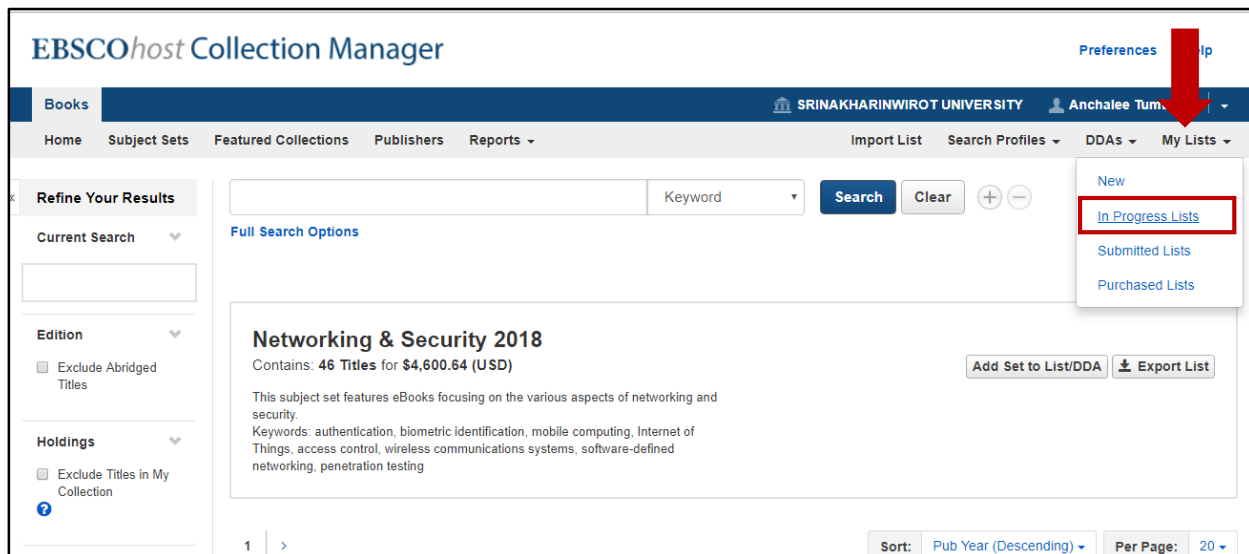 EBSCOhost Collection Manager
Preferences
Books
SRINAKHARINWIROT UNIVERSITY
Anchalee
Home Subject Sets Featured Collections Publishers Reports
Import List Search Profiles DDAs My Lists
New
In Progress Lists
Submitted Lists
Purchased Lists
Refine Your Results
Current Search
Edition
Exclude Abridged
Titles
Holdings
Exclude Titles in My
Collection
?
Keyword
Search Clear
Full Search Options
Networking & Security 2018
Contains: 46 Titles for $4,600.64 (USD)
Add Set to List/DDA Export List
This subject set features eBooks focusing on the various aspects of networking and
security.
Keywords: authentication, biometric identification, mobile computing, Internet of
Things, access control, wireless communications systems, software-defined
networking, penetration testing
1 >
Sort: Pub Year (Descending) Per Page: 20